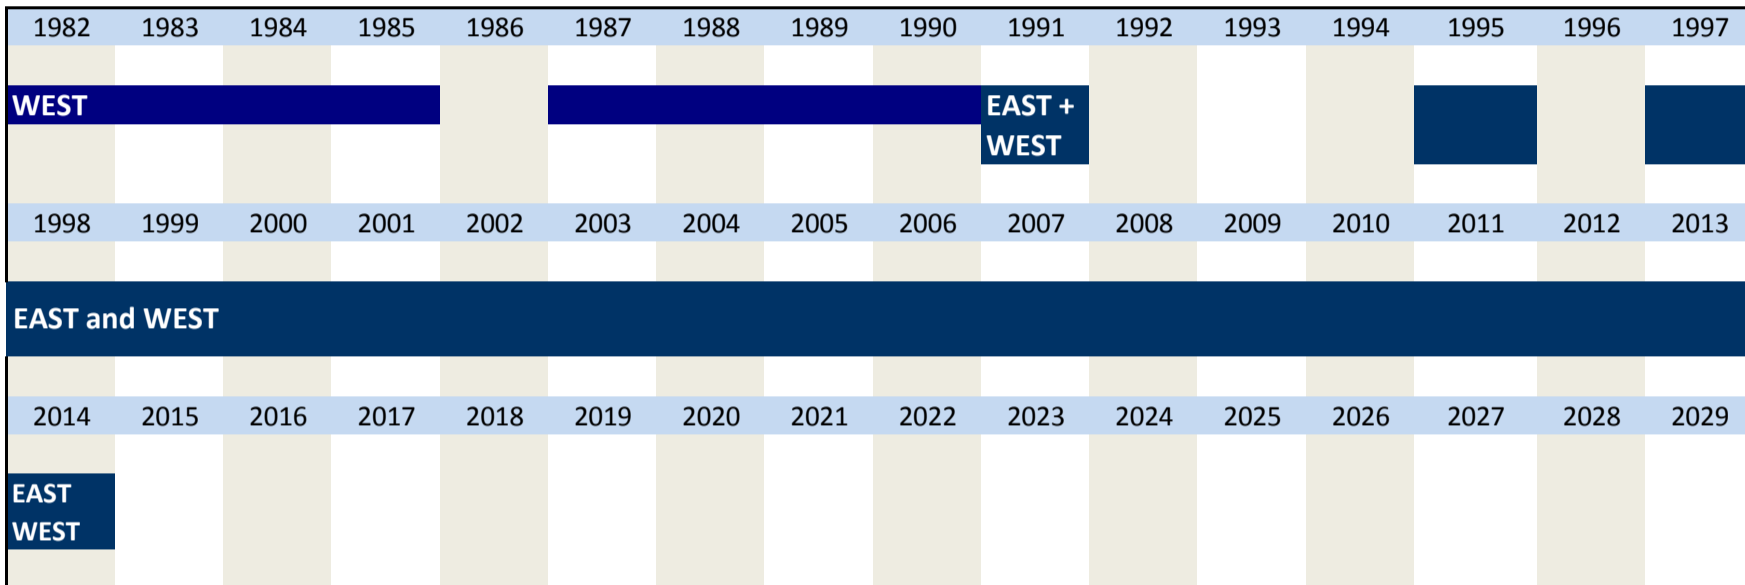 1982 1983 1984 1985 1986 1987 1988 1989 1990 1991 1992 1993 1994 1995 1996 1997
WEST EAST +
WEST
1998 1999 2000 2001 2002 2003 2004 2005 2006 2007 2008 2009 2010 2011 2012 2013
EAST and WEST
2014 2015 2016 2017 2018 2019 2020 2021 2022 2023 2024 2025 2026 2027 2028 2029
EAST
WEST